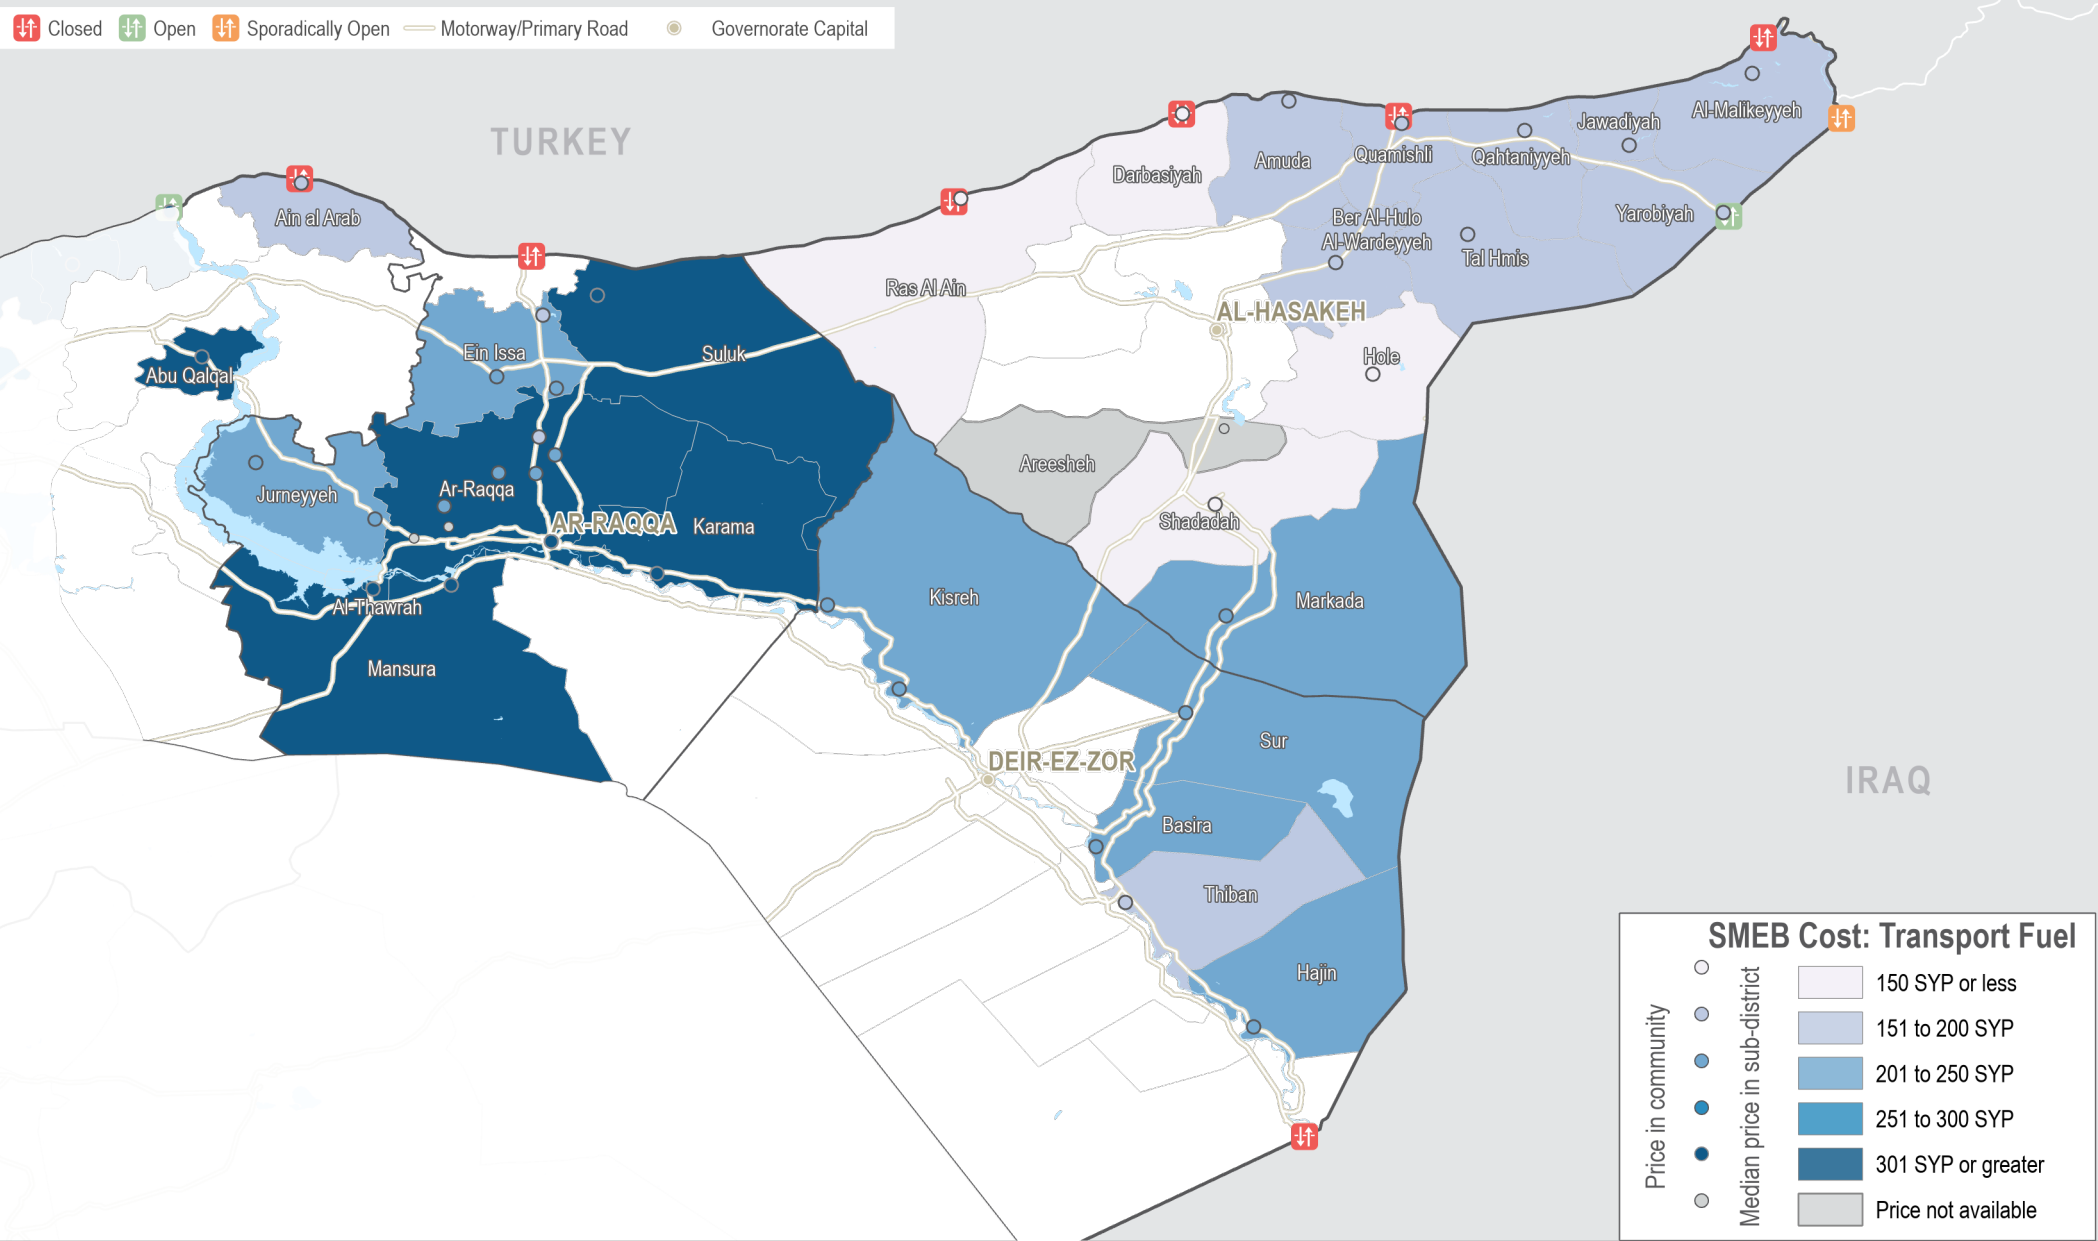 Closed
Open
Sporadically Open
Motorway/Primary Road
Governorate Capital
TURKEY
Al-Malikeyyeh
Jawadiyah
Quamishli
Qahtaniyyeh
Amuda
Darbasiyah
Ain al Arab
Ber Al-Hulo
Al-Wardeyyeh
Yarobiyah
Tal Hmis
Ras Al Ain
AL-HASAKEH
Ein Issa
Suluk
Hole
Abu Qalqal
Areesheh
Jurneyyeh
Ar-Raqqa
AR-RAQQA
Karama
Shadadah
Kisreh
Markada
Al-Thawrah
Mansura
Sur
DEIR-EZ-ZOR
IRAQ
Basira
Thiban
Hajin
SMEB Cost: Transport Fuel
Price in community
Median price in sub-district
150 SYP or less
151 to 200 SYP
201 to 250 SYP
251 to 300 SYP
301 SYP or greater
Price not available